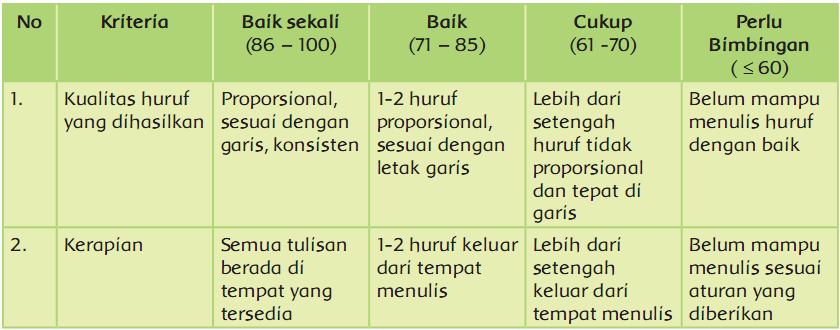 No
Kriteria
Baik sekali
(86 – 100)
Baik
(71 – 85)
Cukup
(61 -70)
Perlu
Bimbingan
( ≤ 60)
1.
Kualitas huruf
yang dihasilkan
Proporsional,
sesuai dengan
garis, konsisten
1-2 huruf
proporsional,
sesuai dengan
letak garis
Lebih dari
setengah
huruf tidak
proporsional
dan tepat di
garis
Belum mampu
menulis huruf
dengan baik
2.
Kerapian
Semua tulisan
berada di
tempat yang
tersedia
1-2 huruf keluar
dari tempat
menulis
Lebih dari
setengah
keluar dari
tempat menulis
Belum mampu
menulis sesuai
aturan yang
diberikan